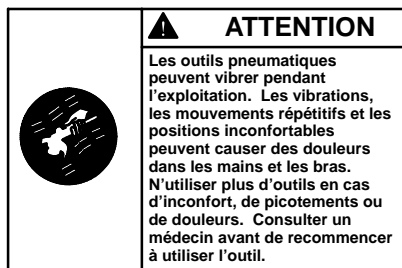 ATTENTION
Les outils pneumatiques
peuvent vibrer pendant
l'exploitation. Les vibrations,
les mouvements répétitifs et les
positions inconfortables
peuvent causer des douleurs
dans les mains et les bras.
N'utiliser plus d'outils en cas
d'inconfort, de picotements ou
de douleurs. Consulter un
médecin avant de recommencer
à utiliser l'outil.